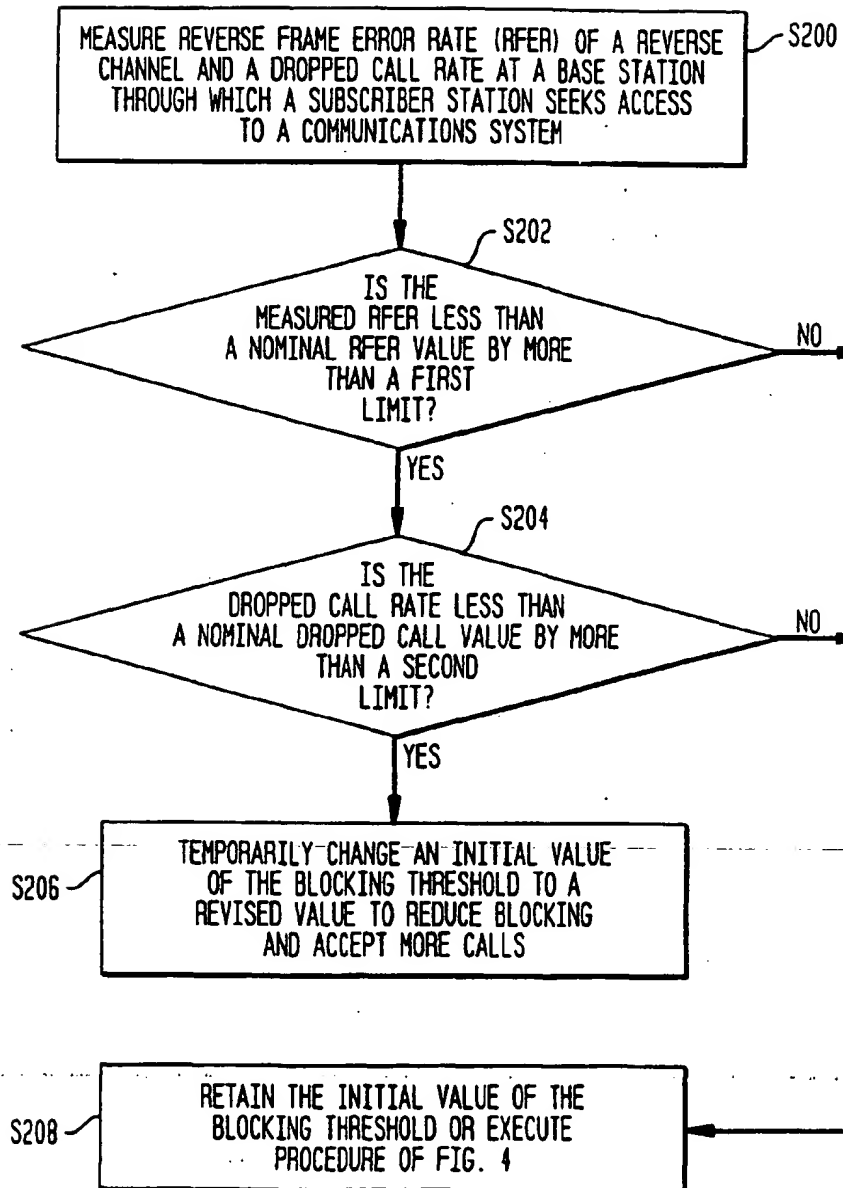 MEASURE REVERSE FRAME ERROR RATE (RFER) OF A REVERSE
CHANNEL AND A DROPPED CALL RATE AT A BASE STATION
THROUGH WHICH A SUBSCRIBER STATION SEEKS ACCESS
TO A COMMUNICATIONS SYSTEM
S200
S202
IS THE
MEASURED RFER LESS THAN
A NOMINAL RFER VALUE BY MORE
THAN A FIRST
LIMIT?
NO
YES
S204
IS THE
DROPPED CALL RATE LESS THAN
A NOMINAL DROPPED CALL VALUE BY MORE
THAN A SECOND
LIMIT?
NO
YES
S206
TEMPORARILY CHANGE AN INITIAL VALUE
OF THE BLOCKING THRESHOLD TO A
REVISED VALUE TO REDUCE BLOCKING
AND ACCEPT MORE CALLS
S208
RETAIN THE INITIAL VALUE OF THE
BLOCKING THRESHOLD OR EXECUTE
PROCEDURE OF FIG. 4